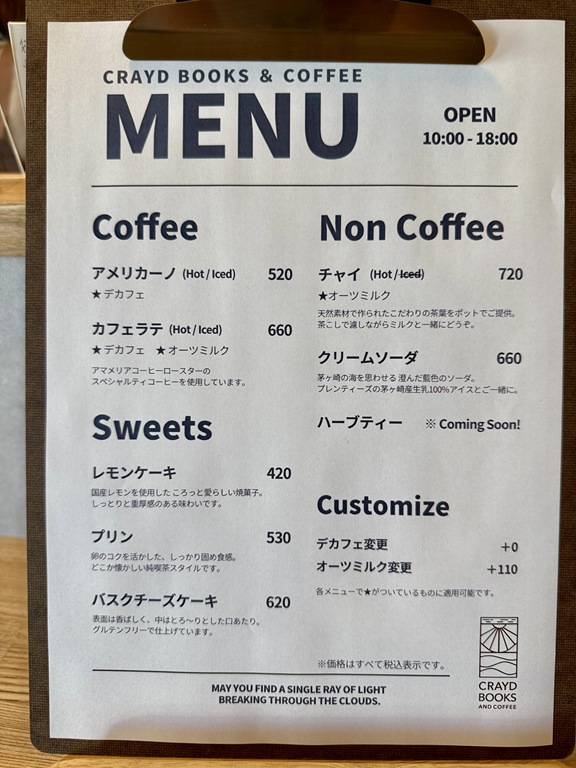 CRAYD BOOKS & COFFEE
MENU
OPEN
10:00 - 18:00
Coffee
アメリカーノ (Hot / Iced) 520
★デカフェ
カフェラテ (Hot / Iced) 660
★デカフェ ★オーツミルク
アマメリアコーヒーロースターの
スペシャルティコーヒーを使用しています。
Sweets
レモンケーキ 420
国産レモンを使用した ころっと愛らしい焼菓子。
しっとりと重厚感のある味わいです。
プリン 530
卵のコクを活かした、しっかり固め食感。
どこか懐かしい純喫茶スタイルです。
バスクチーズケーキ 620
表面は香ばしく、中はとろ〜りとした口あたり。
グルテンフリーで仕上げています。
Non Coffee
チャイ (Hot / Iced) 720
★オーツミルク
天然素材で作られたこだわりの茶葉をポットでご提供。
茶こしで濾しながらミルクと一緒にどうぞ。
クリームソーダ 660
茅ヶ崎の海を思わせる 澄んだ藍色のソーダ。
プレンティーズの茅ヶ崎産生乳100%アイスとご一緒に。
ハーブティー ※ Coming Soon!
Customize
デカフェ変更 +0
オーツミルク変更 +110
各メニューで★がついているものに適用可能です。
※価格はすべて税込表示です。
MAY YOU FIND A SINGLE RAY OF LIGHT
BREAKING THROUGH THE CLOUDS.
CRAYD
BOOKS
AND COFFEE